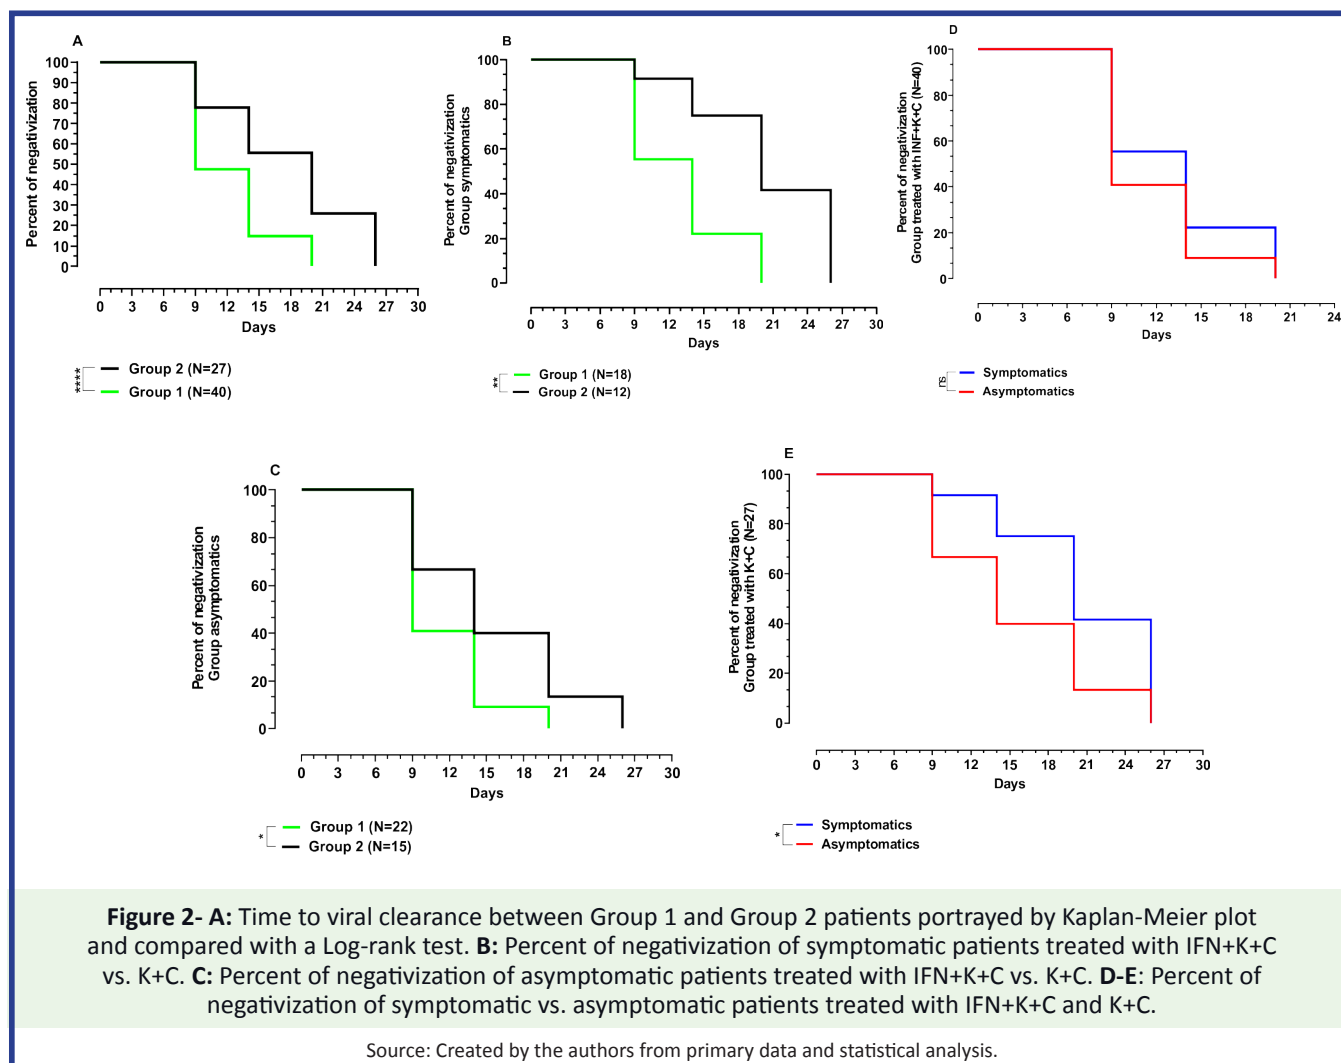 A
Percent of negativization
100
90
80
70
60
50
40
30
20
10
0
0 3 6 9 12 15 18 21 24 27 30
Days
**** Group 2 (N=27)
Group 1 (N=40)
B
Percent of negativization
Group symptomatics
100
80
60
40
20
0
0 3 6 9 12 15 18 21 24 27 30
Days
** Group 1 (N=18)
Group 2 (N=12)
D
Percent of negativization
Group treated with INF+K+C (N=40)
100
80
60
40
20
0
0 3 6 9 12 15 18 21 24
Days
ns Symptomatics
Asymptomatics
C
Percent of negativization
Group asymptomatics
100
80
60
40
20
0
0 3 6 9 12 15 18 21 24 27 30
Days
* Group 1 (N=22)
Group 2 (N=15)
E
Percent of negativization
Group treated with K+C (N=27)
100
80
60
40
20
0
0 3 6 9 12 15 18 21 24 27 30
Days
* Symptomatics
Asymptomatics
Figure 2- A: Time to viral clearance between Group 1 and Group 2 patients portrayed by Kaplan-Meier plot
and compared with a Log-rank test. B: Percent of negativization of symptomatic patients treated with IFN+K+C
vs. K+C. C: Percent of negativization of asymptomatic patients treated with IFN+K+C vs. K+C. D-E: Percent of
negativization of symptomatic vs. asymptomatic patients treated with IFN+K+C and K+C.
Source: Created by the authors from primary data and statistical analysis.